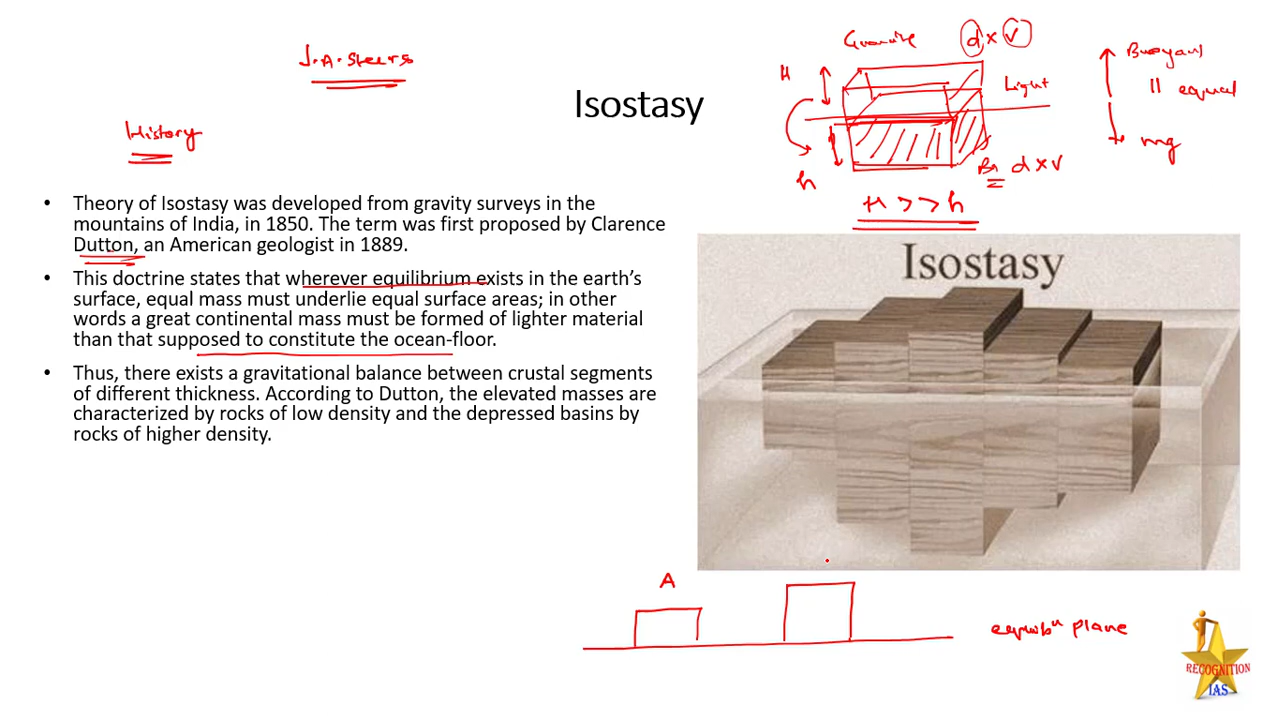 J.A. Steers
Isostasy
History
• Theory of Isostasy was developed from gravity surveys in the
mountains of India, in 1850. The term was first proposed by Clarence
Dutton, an American geologist in 1889.
• This doctrine states that wherever equilibrium exists in the earth's
surface, equal mass must underlie equal surface areas; in other
words a great continental mass must be formed of lighter material
than that supposed to constitute the ocean-floor.
• Thus, there exists a gravitational balance between crustal segments
of different thickness. According to Dutton, the elevated masses are
characterized by rocks of low density and the depressed basins by
rocks of higher density.
d x v
H
Light
h
d x v
H >> h
Buoyant
|| equal
mg
Isostasy
A
plane
RECOGNITION
IAS